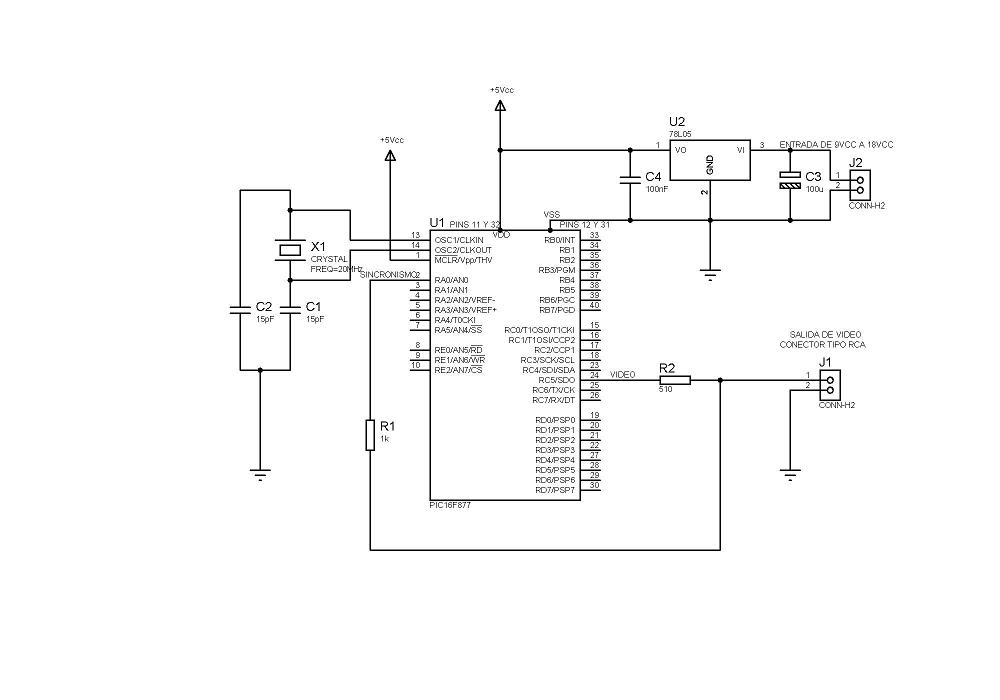 +5Vcc
+5Vcc
U2
78L05
1
VO
VI
3
GND
2
ENTRADA DE 9VCC A 18VCC
J2
1
2
CONN-H2
C4
100nF
C3
100u
VSS
U1
PINS 11 Y 32
VDD
PINS 12 Y 31
X1
CRYSTAL
FREQ=20MHz
C2
15pF
C1
15pF
SINCRONISMO
13 OSC1/CLKIN
14 OSC2/CLKOUT
1 MCLR/Vpp/THV
2 RA0/AN0
3 RA1/AN1
4 RA2/AN2/VREF-
5 RA3/AN3/VREF+
6 RA4/T0CKI
7 RA5/AN4/SS
8 RE0/AN5/RD
9 RE1/AN6/WR
10 RE2/AN7/CS
RB0/INT 33
RB1 34
RB2 35
RB3/PGM 36
RB4 37
RB5 38
RB6/PGC 39
RB7/PGD 40
RC0/T1OSO/T1CKI 15
RC1/T1OSI/CCP2 16
RC2/CCP1 17
RC3/SCK/SCL 18
RC4/SDI/SDA 23
RC5/SDO 24
RC6/TX/CK 25
RC7/RX/DT 26
RD0/PSP0 19
RD1/PSP1 20
RD2/PSP2 21
RD3/PSP3 22
RD4/PSP4 27
RD5/PSP5 28
RD6/PSP6 29
RD7/PSP7 30
PIC16F877
R1
1k
VIDEO
R2
510
SALIDA DE VIDEO
CONECTOR TIPO RCA
J1
1
2
CONN-H2